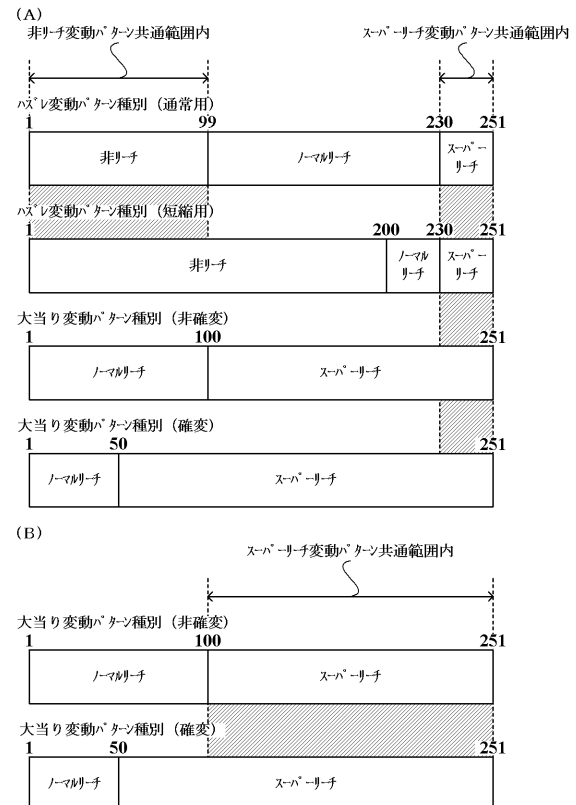 (A)
非リーチ変動パターン共通範囲内 スーパーリーチ変動パターン共通範囲内
ハズレ変動パターン種別（通常用）
1 99 230 251
非リーチ ノーマルリーチ スーパー
リーチ
ハズレ変動パターン種別（短縮用）
1 200 230 251
非リーチ ノーマル
リーチ スーパー
リーチ
大当り変動パターン種別（非確変）
1 100 251
ノーマルリーチ スーパーリーチ
大当り変動パターン種別（確変）
1 50 251
ノーマルリーチ スーパーリーチ
(B)
スーパーリーチ変動パターン共通範囲内
大当り変動パターン種別（非確変）
1 100 251
ノーマルリーチ スーパーリーチ
大当り変動パターン種別（確変）
1 50 251
ノーマルリーチ スーパーリーチ